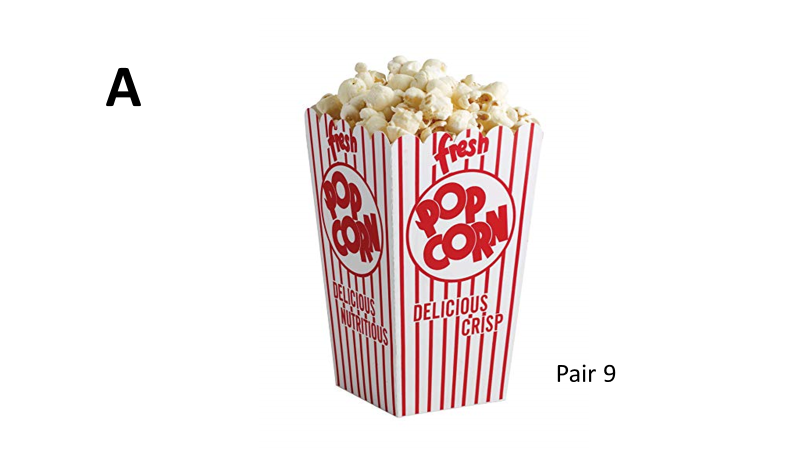 A
fresh
POP
CORN
DELICIOUS
NUTRITIOUS
fresh
POP
CORN
DELICIOUS
CRISP
Pair 9